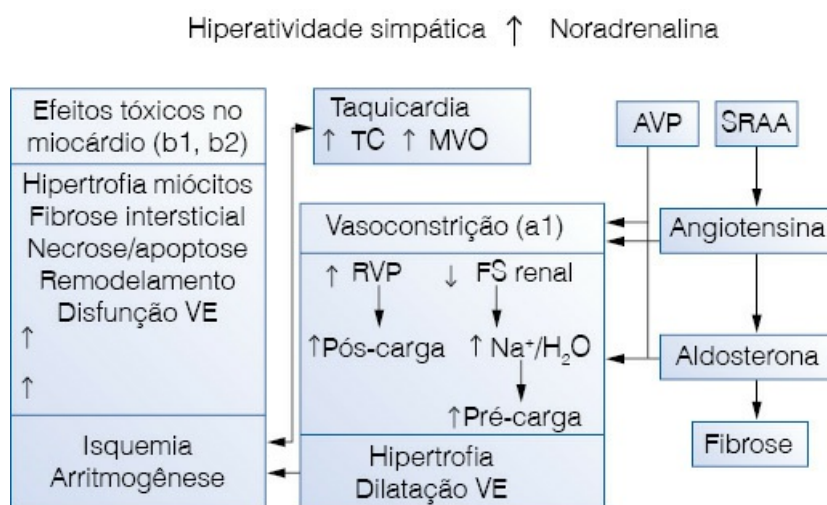 Hiperatividade simpática ↑ Noradrenalina
Efeitos tóxicos no
miocárdio (b1, b2)
Hipertrofia miócitos
Fibrose intersticial
Necrose/apoptose
Remodelamento
Disfunção VE
↑
↑
Isquemia
Arritmogênese
Taquicardia
↑ TC ↑ MVO
Vasoconstrição (a1)
↑ RVP ↓ FS renal
↑Pós-carga ↑ Na⁺/H₂O
↑Pré-carga
Hipertrofia
Dilatação VE
AVP
SRAA
Angiotensina
Aldosterona
Fibrose